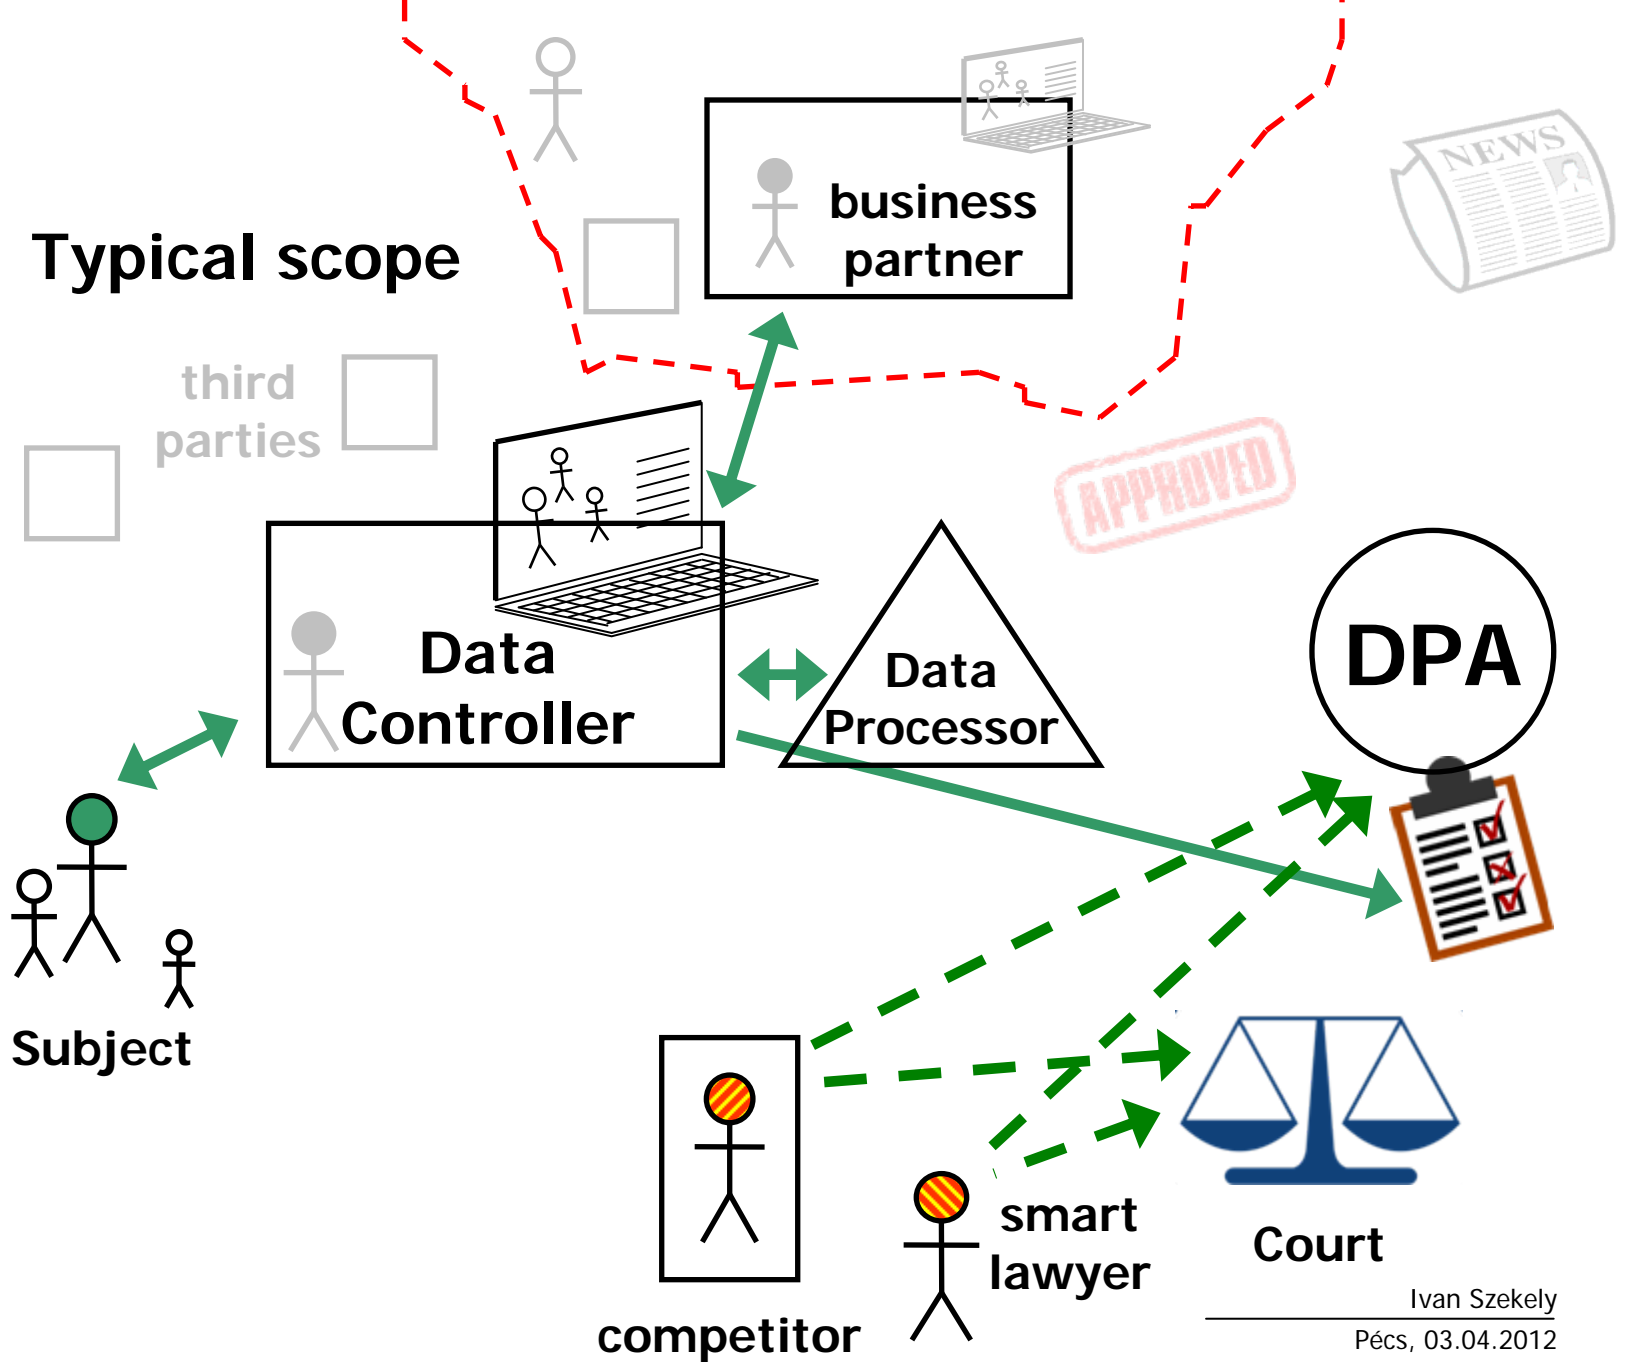 NEWS
business
partner
Typical scope
third
parties
APPROVED
Data
Controller
Data
Processor
DPA
Subject
smart
lawyer
Court
competitor
Ivan Szekely
Pécs, 03.04.2012